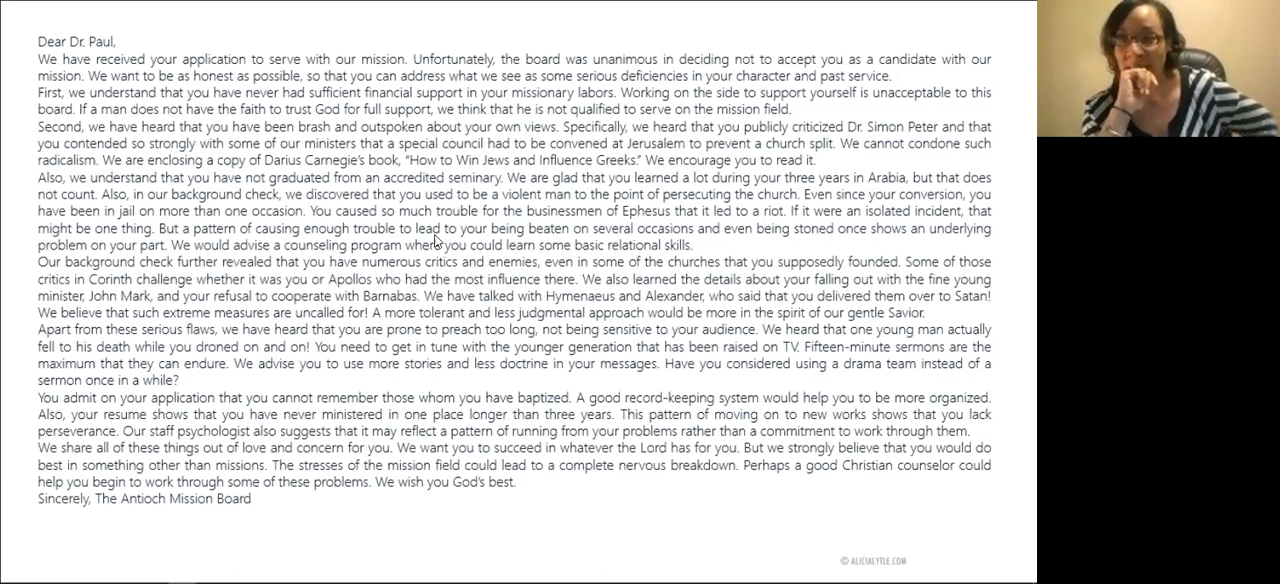 Dear Dr. Paul,
We have received your application to serve with our mission. Unfortunately, the board was unanimous in deciding not to accept you as a candidate with our
mission. We want to be as honest as possible, so that you can address what we see as some serious deficiencies in your character and past service.
First, we understand that you have never had sufficient financial support in your missionary labors. Working on the side to support yourself is unacceptable to this
board. If a man does not have the faith to trust God for full support, we think that he is not qualified to serve on the mission field.
Second, we have heard that you have been brash and outspoken about your own views. Specifically, we heard that you publicly criticized Dr. Simon Peter and that
you contended so strongly with some of our ministers that a special council had to be convened at Jerusalem to prevent a church split. We cannot condone such
radicalism. We are enclosing a copy of Darius Carnegie's book, "How to Win Jews and Influence Greeks." We encourage you to read it.
Also, we understand that you have not graduated from an accredited seminary. We are glad that you learned a lot during your three years in Arabia, but that does
not count. Also, in our background check, we discovered that you used to be a violent man to the point of persecuting the church. Even since your conversion, you
have been in jail on more than one occasion. You caused so much trouble for the businessmen of Ephesus that it led to a riot. If it were an isolated incident, that
might be one thing. But a pattern of causing enough trouble to lead to your being beaten on several occasions and even being stoned once shows an underlying
problem on your part. We would advise a counseling program where you could learn some basic relational skills.
Our background check further revealed that you have numerous critics and enemies, even in some of the churches that you supposedly founded. Some of those
critics in Corinth challenge whether it was you or Apollos who had the most influence there. We also learned the details about your falling out with the fine young
minister, John Mark, and your refusal to cooperate with Barnabas. We have talked with Hymenaeus and Alexander, who said that you delivered them over to Satan!
We believe that such extreme measures are uncalled for! A more tolerant and less judgmental approach would be more in the spirit of our gentle Savior.
Apart from these serious flaws, we have heard that you are prone to preach too long, not being sensitive to your audience. We heard that one young man actually
fell to his death while you droned on and on! You need to get in tune with the younger generation that has been raised on TV. Fifteen-minute sermons are the
maximum that they can endure. We advise you to use more stories and less doctrine in your messages. Have you considered using a drama team instead of a
sermon once in a while?
You admit on your application that you cannot remember those whom you have baptized. A good record-keeping system would help you to be more organized.
Also, your resume shows that you have never ministered in one place longer than three years. This pattern of moving on to new works shows that you lack
perseverance. Our staff psychologist also suggests that it may reflect a pattern of running from your problems rather than a commitment to work through them.
We share all of these things out of love and concern for you. We want you to succeed in whatever the Lord has for you. But we strongly believe that you would do
best in something other than missions. The stresses of the mission field could lead to a complete nervous breakdown. Perhaps a good Christian counselor could
help you begin to work through some of these problems. We wish you God's best.
Sincerely, The Antioch Mission Board
© ALICIALYTLE.COM